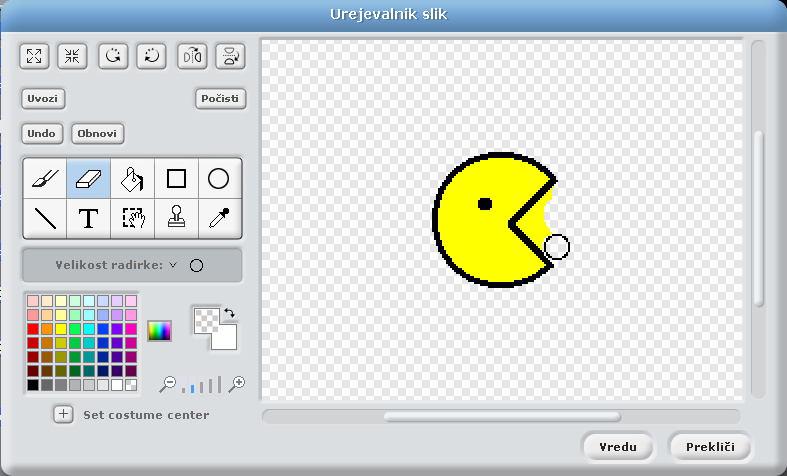 Urejevalnik slik
Uvozi
Počisti
Undo
Obnovi
T
Velikost radirke:
Set costume center
Vredu
Prekliči